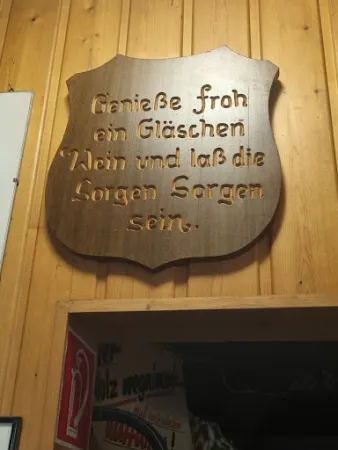 Genieße froh
ein Gläschen
Wein und laß die
Sorgen Sorgen
sein.